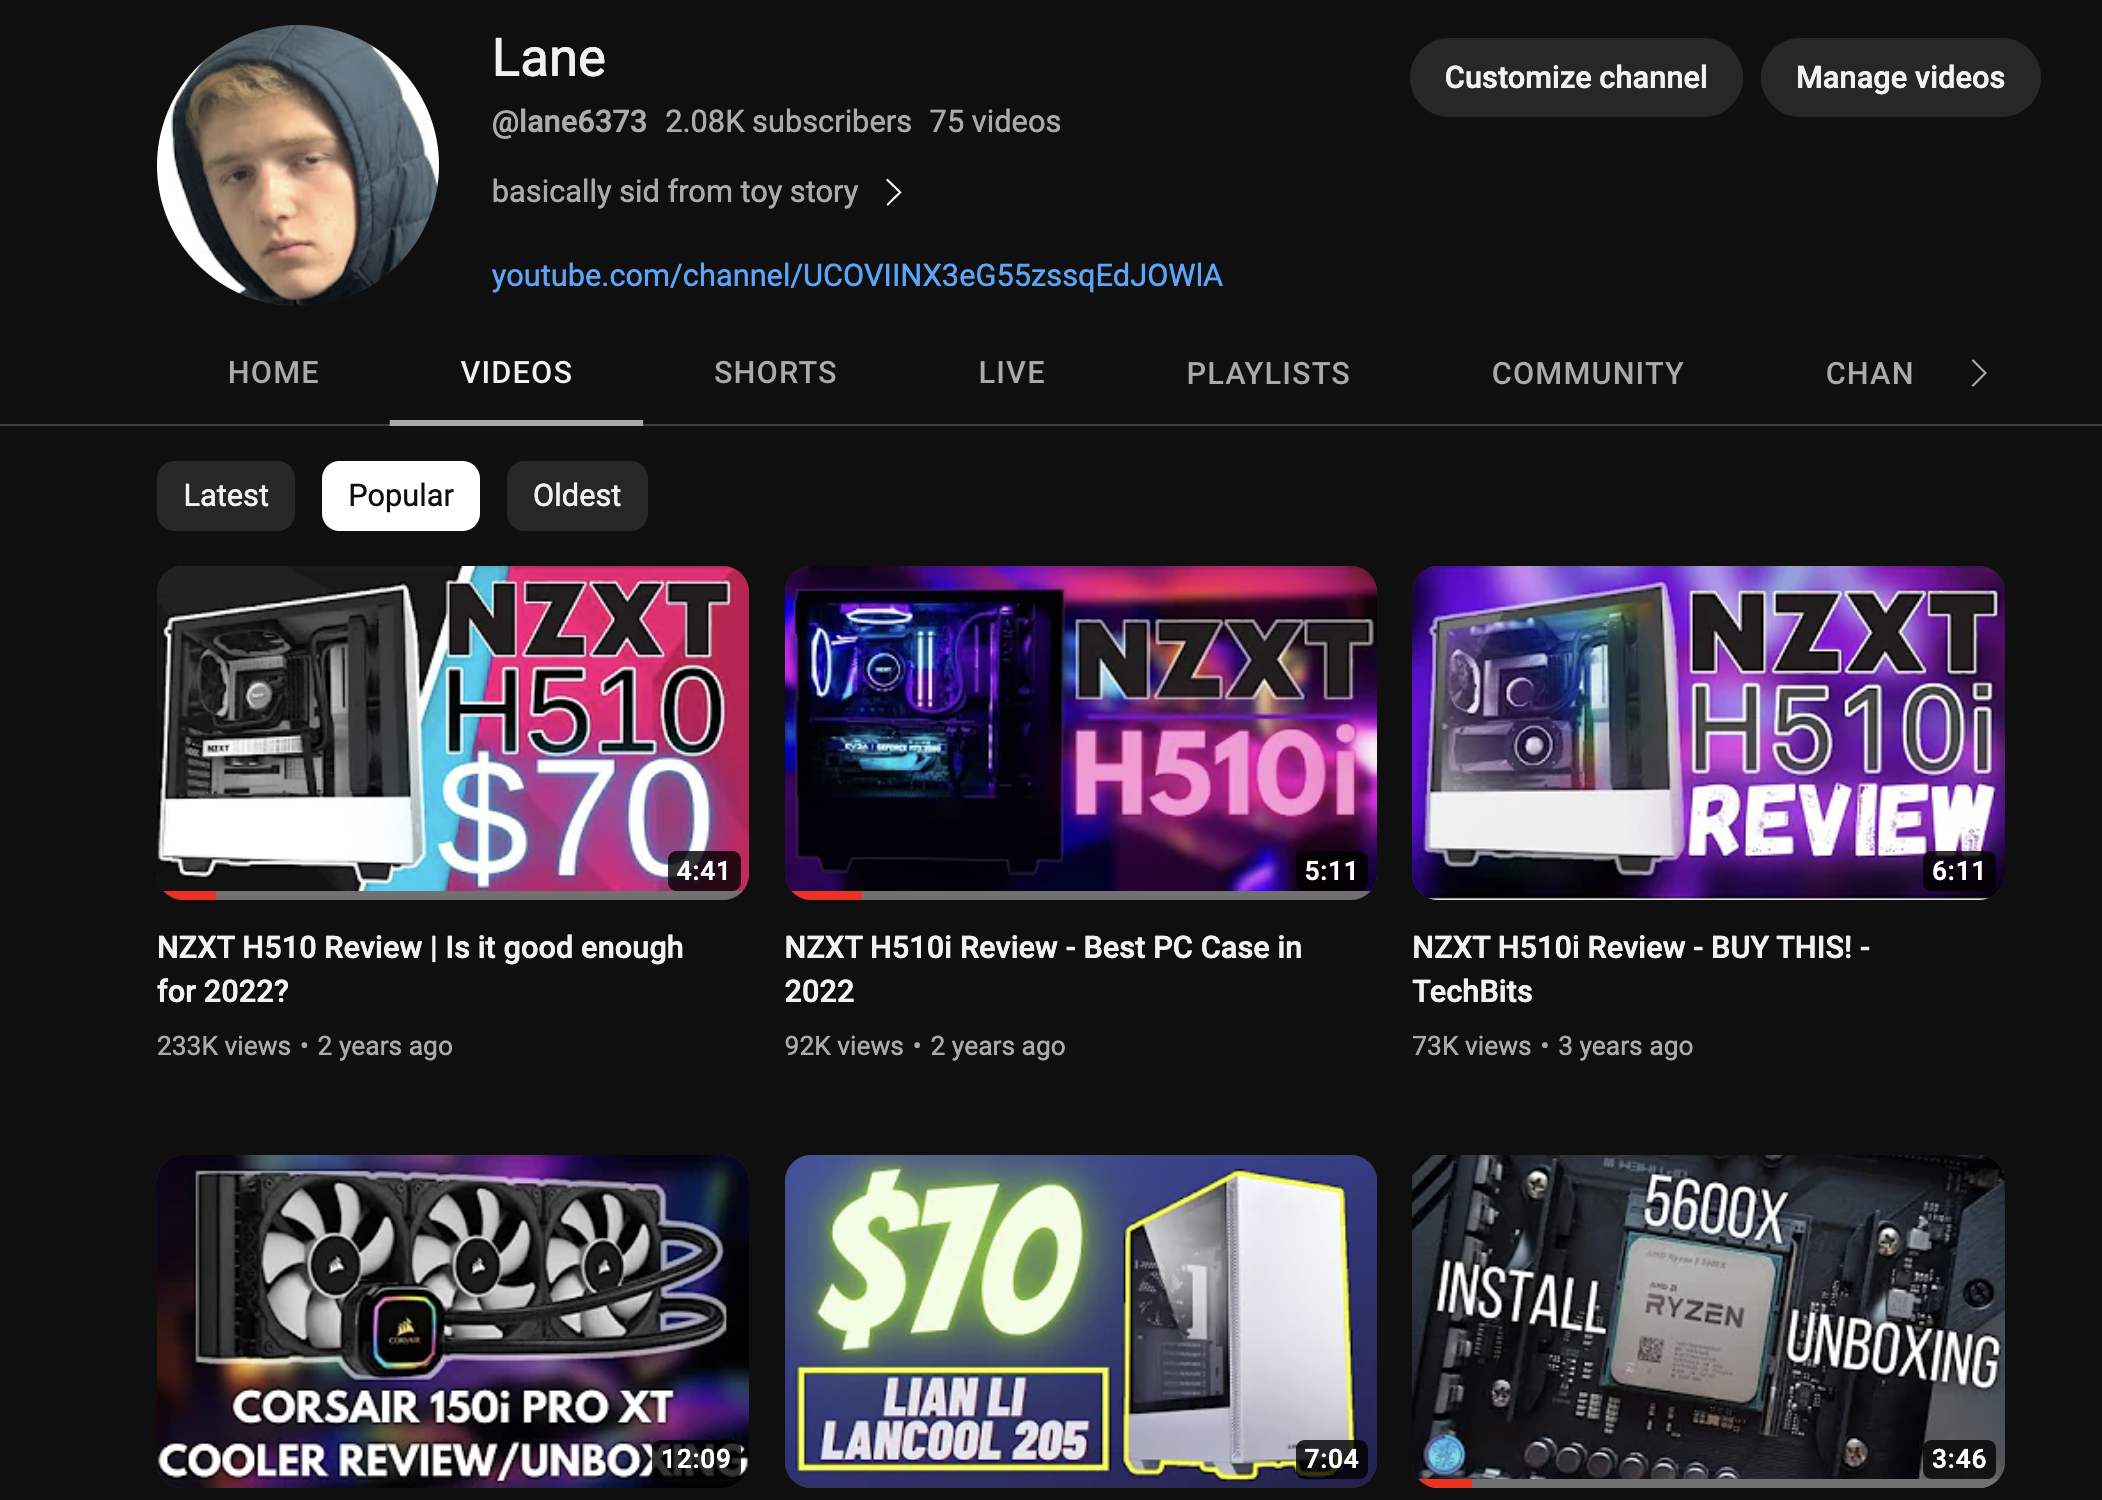 Lane
Customize channel
Manage videos
@lane6373 2.08K subscribers 75 videos
basically sid from toy story
youtube.com/channel/UCOVIINX3eG55zssqEdJOWlA
HOME VIDEOS SHORTS LIVE PLAYLISTS COMMUNITY CHAN
Latest Popular Oldest
NZXT
H510
$70
NZXT
4:41
NZXT
H510i
5:11
NZXT
H510i
REVIEW
6:11
NZXT H510 Review | Is it good enough
for 2022?
233K views • 2 years ago
NZXT H510i Review - Best PC Case in
2022
92K views • 2 years ago
NZXT H510i Review - BUY THIS! -
TechBits
73K views • 3 years ago
CORSAIR
CORSAIR 150i PRO XT
COOLER REVIEW/UNBOXING
12:09
$70
LIAN LI
LANCOOL 205
7:04
5600X
INSTALL
UNBOXING
RYZEN
3:46